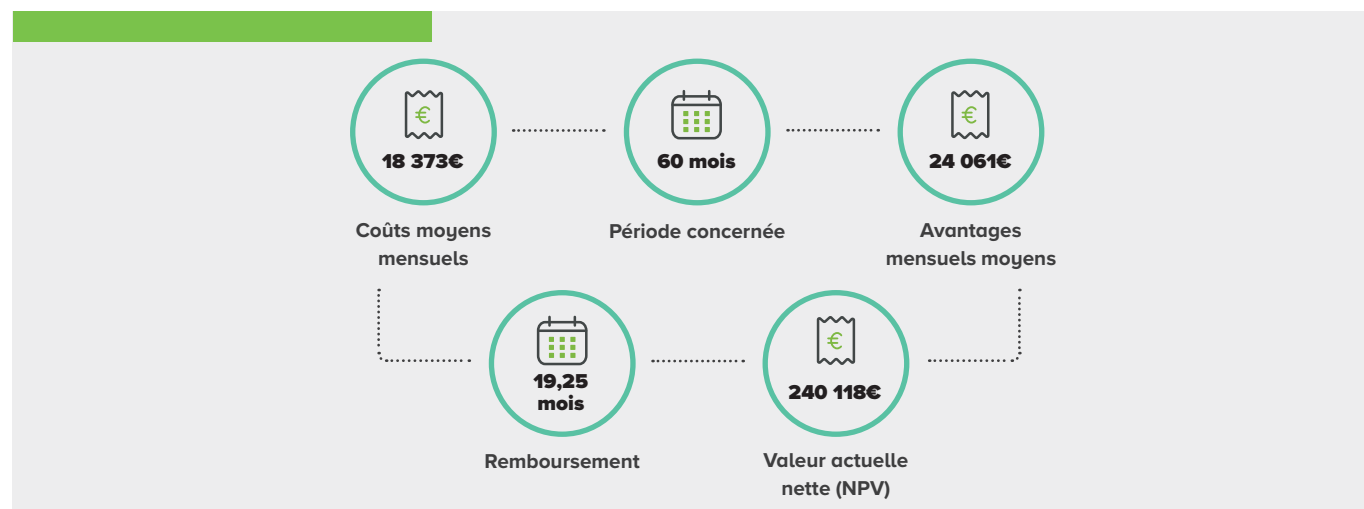 €
18 373€
Coûts moyens
mensuels
60 mois
Période concernée
€
24 061€
Avantages
mensuels moyens
19,25
mois
Remboursement
€
240 118€
Valeur actuelle
nette (NPV)